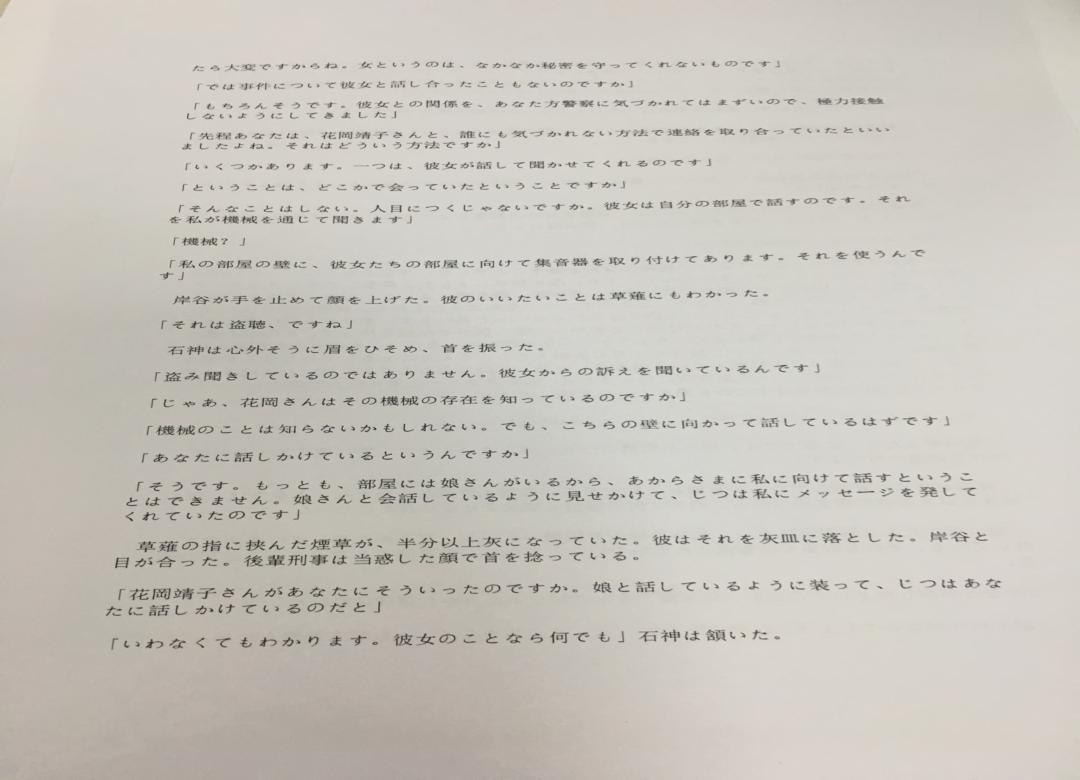 たら大変ですからね。女というのは、なかなか秘密を守ってくれないものです」
「では事件について彼女と話し合ったこともないのですか」
「もちろんそうです。彼女との関係を、あなた方警察に気づかれてはまずいので、極力接触
しないようにしてきました」
「先程あなたは、花岡靖子さんと、誰にも気づかれない方法で連絡を取り合っていたといい
ましたよね。それはどういう方法ですか」
「いくつかあります。一つは、彼女が話して聞かせてくれるのです」
「ということは、どこかで会っていたということですか」
「そんなことはしない。人目につくじゃないですか。彼女は自分の部屋で話すのです。それ
を私が機械を通じて聞きます」
「機械？」
「私の部屋の壁に、彼女たちの部屋に向けて集音器を取り付けてあります。それを使うんで
す」
岸谷が手を止めて顔を上げた。彼のいいたいことは草薙にもわかった。
「それは盗聴、ですね」
石神は心外そうに眉をひそめ、首を振った。
「盗み聞きしているのではありません。彼女からの訴えを聞いているんです」
「じゃあ、花岡さんはその機械の存在を知っているのですか」
「機械のことは知らないかもしれない。でも、こちらの壁に向かって話しているはずです」
「あなたに話しかけているというんですか」
「そうです。もっとも、部屋には娘さんがいるから、あからさまに私に向けて話すというこ
とはできません。娘さんと会話しているように見せかけて、じつは私にメッセージを発して
くれていたのです」
草薙の指に挟んだ煙草が、半分以上灰になっていた。彼はそれを灰皿に落とした。岸谷と
目が合った。後輩刑事は当惑した顔で首を捻っている。
「花岡靖子さんがあなたにそういったのですか。娘と話しているように装って、じつはあな
たに話しかけているのだと」
「いわなくてもわかります。彼女のことなら何でも」石神は頷いた。